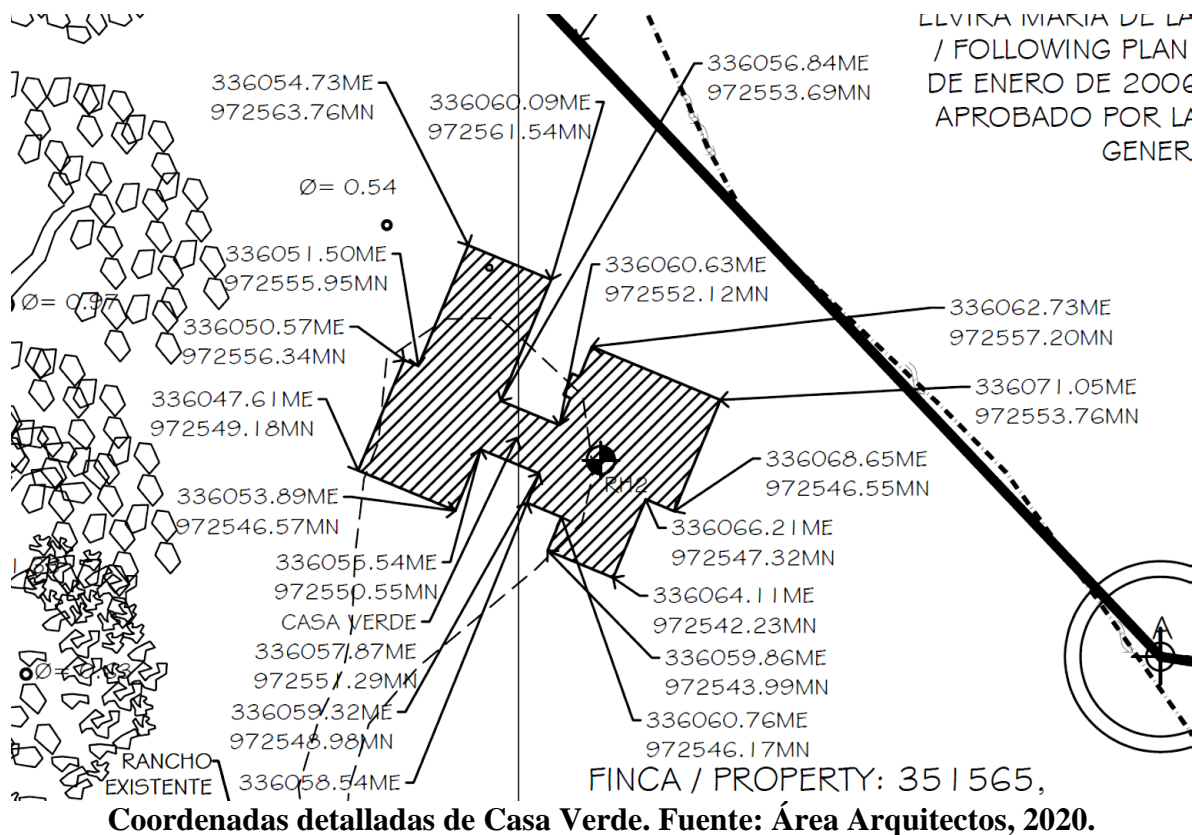 ELVIRA MARIA DE LA
/ FOLLOWING PLAN
DE ENERO DE 2006
APROBADO POR LA
GENER
336054.73ME
972563.76MN
336060.09ME
972561.54MN
336056.84ME
972553.69MN
Ø= 0.54
336051.50ME
972555.95MN
336060.63ME
972552.12MN
Ø= 0.97
336050.57ME
972556.34MN
336062.73ME
972557.20MN
336047.61ME
972549.18MN
336071.05ME
972553.76MN
336068.65ME
972546.55MN
RH2
336053.89ME
972546.57MN
336066.21ME
972547.32MN
336055.54ME
972550.55MN
CASA VERDE
336064.11ME
972542.23MN
336057.87ME
972551.29MN
336059.86ME
972543.99MN
A
336059.32ME
972548.98MN
336060.76ME
972546.17MN
RANCHO
EXISTENTE
336058.54ME
FINCA / PROPERTY: 351565,
Coordenadas detalladas de Casa Verde. Fuente: Área Arquitectos, 2020.